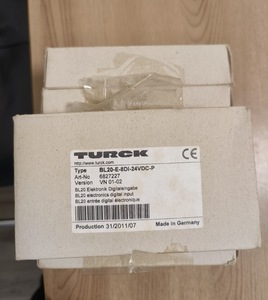 TURCK
http://www.turck.com
Type BL20-E-8DI-24VDC-P
Art-No 6827227
Version VN 01-02
BL20 Elektronik Digitaleingabe
BL20 electronics digital input
BL20 entrée digital électronique
Production 31/2011/07 Made in Germany